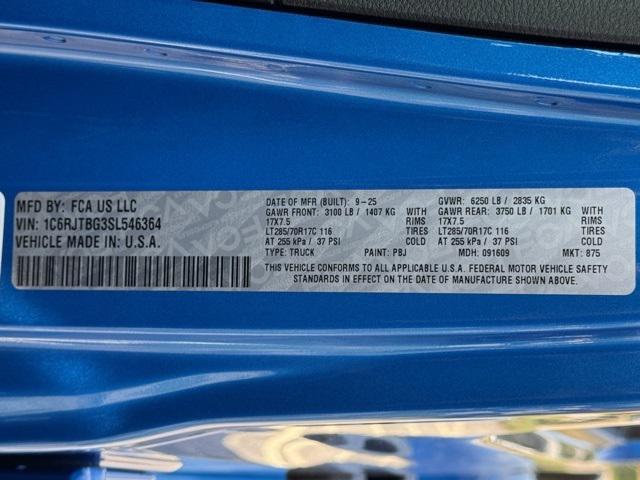 MFD BY: FCA US LLC
VIN: 1C6RJTBG3SL546364
VEHICLE MADE IN: U.S.A.
DATE OF MFR (BUILT): 9-25 GVWR: 6250 LB / 2835 KG
GAWR FRONT: 3100 LB / 1407 KG WITH GAWR REAR: 3750 LB / 1701 KG WITH
17X7.5 RIMS 17X7.5 RIMS
LT285/70R17C 116 TIRES LT285/70R17C 116 TIRES
AT 255 kPa / 37 PSI COLD AT 255 kPa / 37 PSI COLD
TYPE: TRUCK PAINT: PBJ MDH: 091609 MKT: 875
THIS VEHICLE CONFORMS TO ALL APPLICABLE U.S.A. FEDERAL MOTOR VEHICLE SAFETY
STANDARDS IN EFFECT ON THE DATE OF MANUFACTURE SHOWN ABOVE.